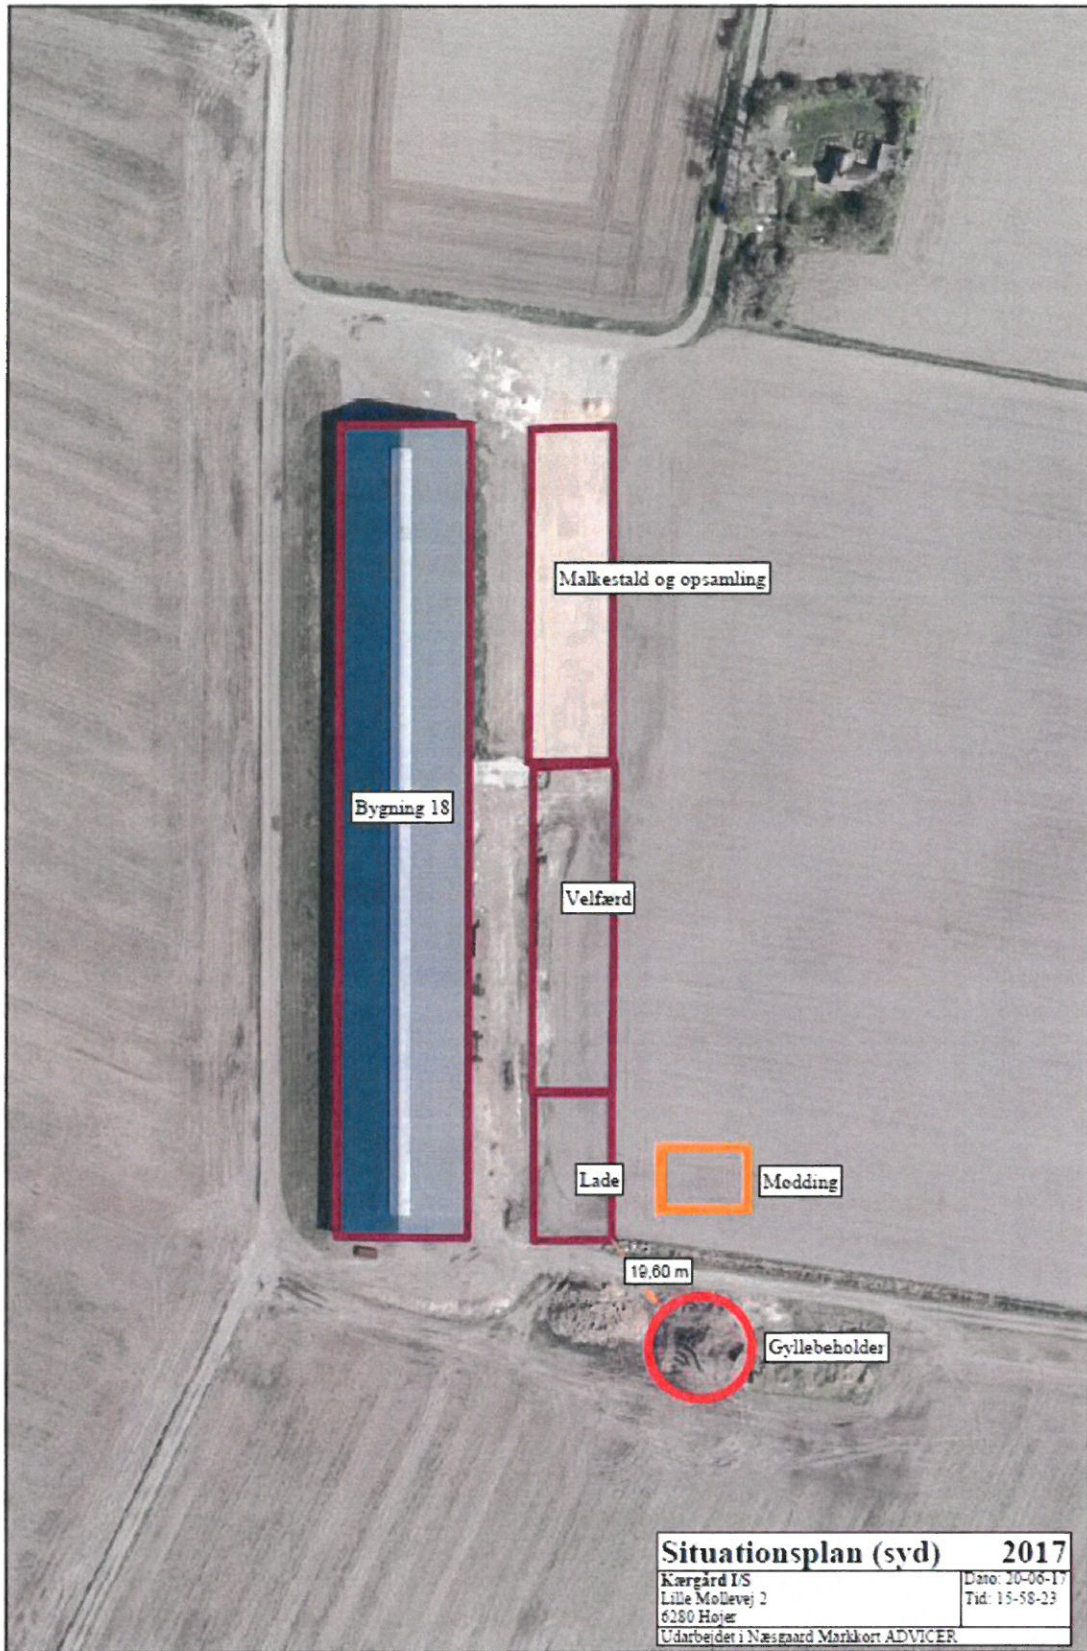 Malkestald og opsamling
Bygning 18
Velfærd
Lade
Mødding
19,60 m
Gyllebeholder
Situationsplan (syd) 2017
Kærgård I/S
Dato: 20-06-17
Lille Møllevej 2
Tid: 15-58-23
6280 Højer
Udarbejdet i Næsgaard Markkort ADVICER